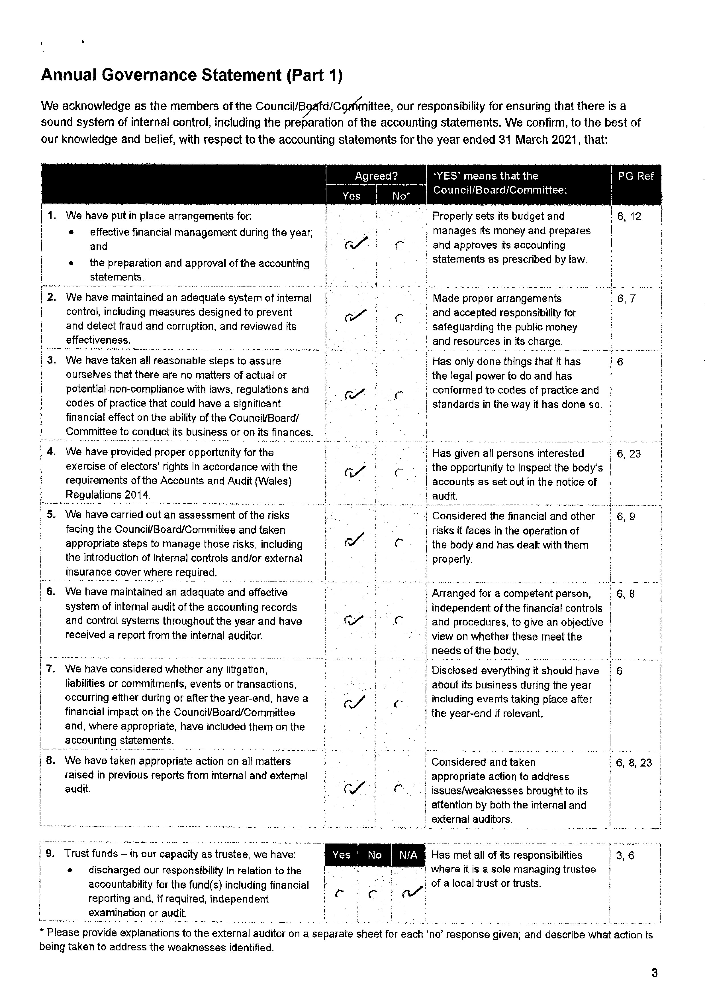 Annual Governance Statement (Part 1)
We acknowledge as the members of the Council/Board/Committee, our responsibility for ensuring that there is a
sound system of internal control, including the preparation of the accounting statements. We confirm, to the best of
our knowledge and belief, with respect to the accounting statements for the year ended 31 March 2021, that:
Agreed?
Yes No*
'YES' means that the
Council/Board/Committee:
PG Ref
1. We have put in place arrangements for:
• effective financial management during the year;
and
• the preparation and approval of the accounting
statements.
Properly sets its budget and
manages its money and prepares
and approves its accounting
statements as prescribed by law.
6, 12
2. We have maintained an adequate system of internal
control, including measures designed to prevent
and detect fraud and corruption, and reviewed its
effectiveness.
Made proper arrangements
and accepted responsibility for
safeguarding the public money
and resources in its charge.
6, 7
3. We have taken all reasonable steps to assure
ourselves that there are no matters of actual or
potential non-compliance with laws, regulations and
codes of practice that could have a significant
financial effect on the ability of the Council/Board/
Committee to conduct its business or on its finances.
Has only done things that it has
the legal power to do and has
conformed to codes of practice and
standards in the way it has done so.
6
4. We have provided proper opportunity for the
exercise of electors' rights in accordance with the
requirements of the Accounts and Audit (Wales)
Regulations 2014.
Has given all persons interested
the opportunity to inspect the body's
accounts as set out in the notice of
audit.
6, 23
5. We have carried out an assessment of the risks
facing the Council/Board/Committee and taken
appropriate steps to manage those risks, including
the introduction of internal controls and/or external
insurance cover where required.
Considered the financial and other
risks it faces in the operation of
the body and has dealt with them
properly.
6, 9
6. We have maintained an adequate and effective
system of internal audit of the accounting records
and control systems throughout the year and have
received a report from the internal auditor.
Arranged for a competent person,
independent of the financial controls
and procedures, to give an objective
view on whether these meet the
needs of the body.
6, 8
7. We have considered whether any litigation,
liabilities or commitments, events or transactions,
occurring either during or after the year-end, have a
financial impact on the Council/Board/Committee
and, where appropriate, have included them on the
accounting statements.
Disclosed everything it should have
about its business during the year
including events taking place after
the year-end if relevant.
6
8. We have taken appropriate action on all matters
raised in previous reports from internal and external
audit.
Considered and taken
appropriate action to address
issues/weaknesses brought to its
attention by both the internal and
external auditors.
6, 8, 23
9. Trust funds – in our capacity as trustee, we have:
• discharged our responsibility in relation to the
accountability for the fund(s) including financial
reporting and, if required, independent
examination or audit.
Yes No N/A
Has met all of its responsibilities
where it is a sole managing trustee
of a local trust or trusts.
3, 6
* Please provide explanations to the external auditor on a separate sheet for each 'no' response given; and describe what action is
being taken to address the weaknesses identified.
3